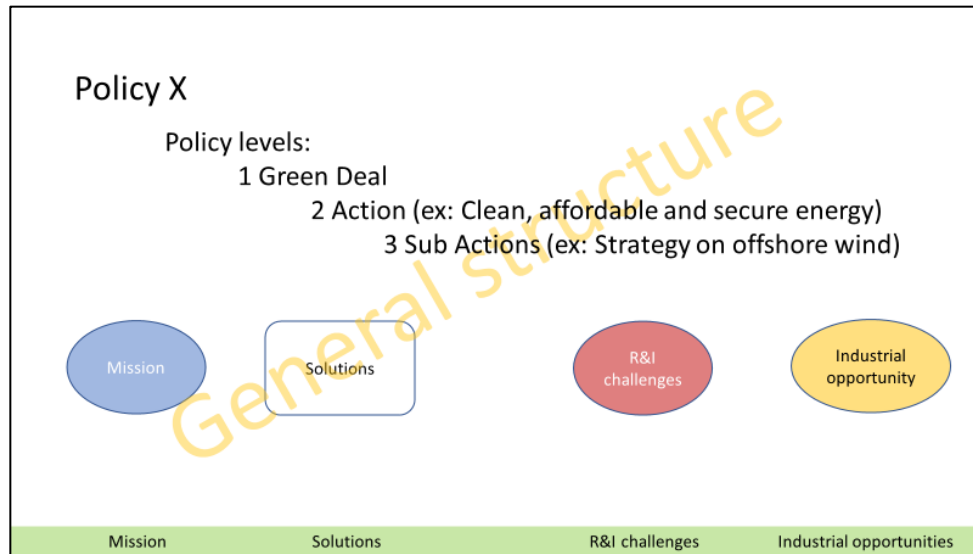 Policy X
Policy levels:
1 Green Deal
2 Action (ex: Clean, affordable and secure energy)
3 Sub Actions (ex: Strategy on offshore wind)
General structure
Mission
Solutions
R&I
challenges
Industrial
opportunity
Mission
Solutions
R&I challenges
Industrial opportunities